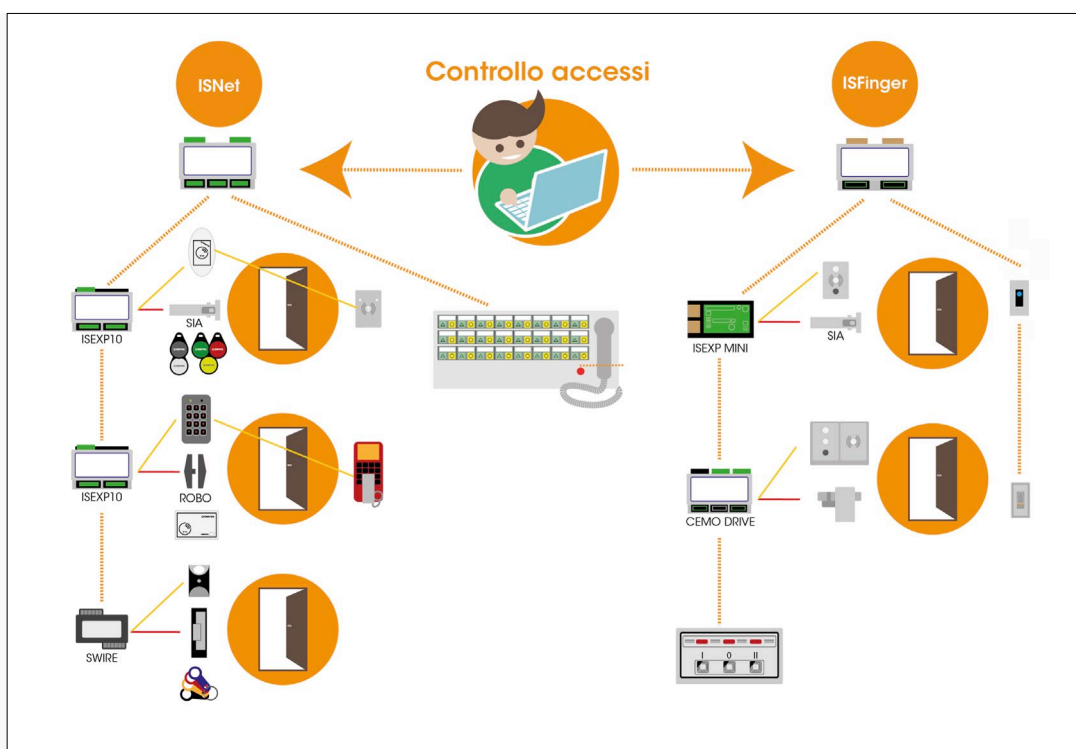 Controllo accessi
ISNet
ISFinger
SIA
ISEXP10
ISEXP MINI
SIA
ISEXP10
ROBO
CEMO DRIVE
SWIRE
I 0 II